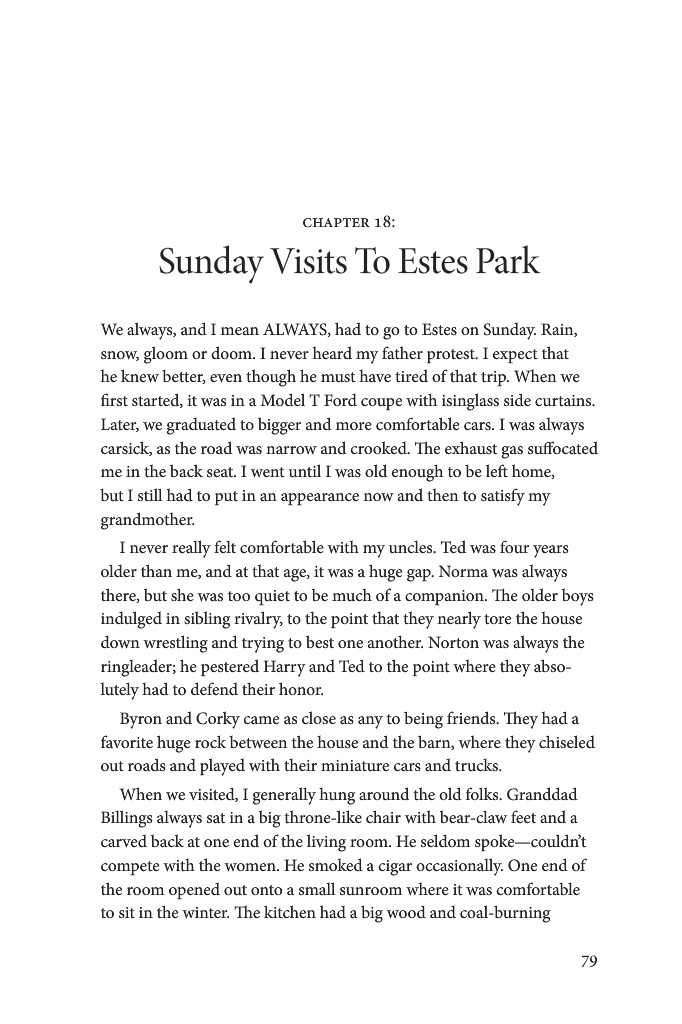 CHAPTER 18:
Sunday Visits To Estes Park
We always, and I mean ALWAYS, had to go to Estes on Sunday. Rain,
snow, gloom or doom. I never heard my father protest. I expect that
he knew better, even though he must have tired of that trip. When we
first started, it was in a Model T Ford coupe with isinglass side curtains.
Later, we graduated to bigger and more comfortable cars. I was always
carsick, as the road was narrow and crooked. The exhaust gas suffocated
me in the back seat. I went until I was old enough to be left home,
but I still had to put in an appearance now and then to satisfy my
grandmother.
I never really felt comfortable with my uncles. Ted was four years
older than me, and at that age, it was a huge gap. Norma was always
there, but she was too quiet to be much of a companion. The older boys
indulged in sibling rivalry, to the point that they nearly tore the house
down wrestling and trying to best one another. Norton was always the
ringleader; he pestered Harry and Ted to the point where they abso-
lutely had to defend their honor.
Byron and Corky came as close as any to being friends. They had a
favorite huge rock between the house and the barn, where they chiseled
out roads and played with their miniature cars and trucks.
When we visited, I generally hung around the old folks. Granddad
Billings always sat in a big throne-like chair with bear-claw feet and a
carved back at one end of the living room. He seldom spoke—couldn’t
compete with the women. He smoked a cigar occasionally. One end of
the room opened out onto a small sunroom where it was comfortable
to sit in the winter. The kitchen had a big wood and coal-burning
79